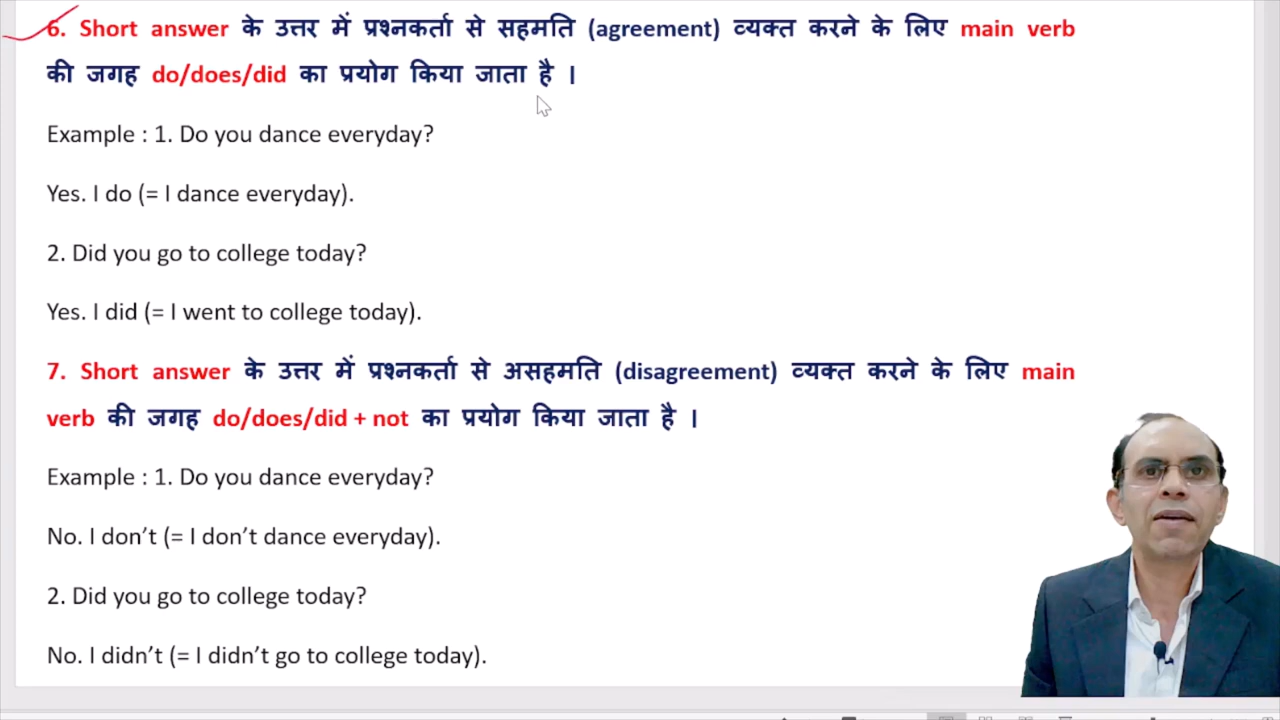 6. Short answer के उत्तर में प्रश्नकर्ता से सहमति (agreement) व्यक्त करने के लिए main verb
की जगह do/does/did का प्रयोग किया जाता है ।
Example : 1. Do you dance everyday?
Yes. I do (= I dance everyday).
2. Did you go to college today?
Yes. I did (= I went to college today).
7. Short answer के उत्तर में प्रश्नकर्ता से असहमति (disagreement) व्यक्त करने के लिए main
verb की जगह do/does/did + not का प्रयोग किया जाता है ।
Example : 1. Do you dance everyday?
No. I don’t (= I don’t dance everyday).
2. Did you go to college today?
No. I didn’t (= I didn’t go to college today).